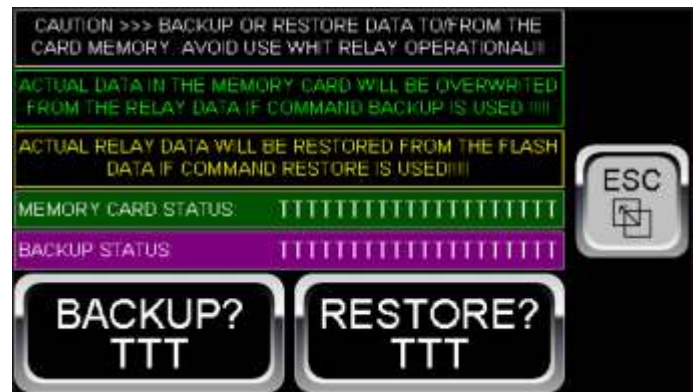 CAUTION >>> BACKUP OR RESTORE DATA TO/FROM THE
CARD MEMORY. AVOID USE WHIT RELAY OPERATIONAL!!!
ACTUAL DATA IN THE MEMORY CARD WILL BE OVERWRITED
FROM THE RELAY DATA IF COMMAND BACKUP IS USED !!!!!
ACTUAL RELAY DATA WILL BE RESTORED FROM THE FLASH
DATA IF COMMAND RESTORE IS USED!!!!!
MEMORY CARD STATUS: TTTTTTTTTTTTTTTTTTTT
BACKUP STATUS: TTTTTTTTTTTTTTTTTTTT
ESC
BACKUP?
TTT
RESTORE?
TTT